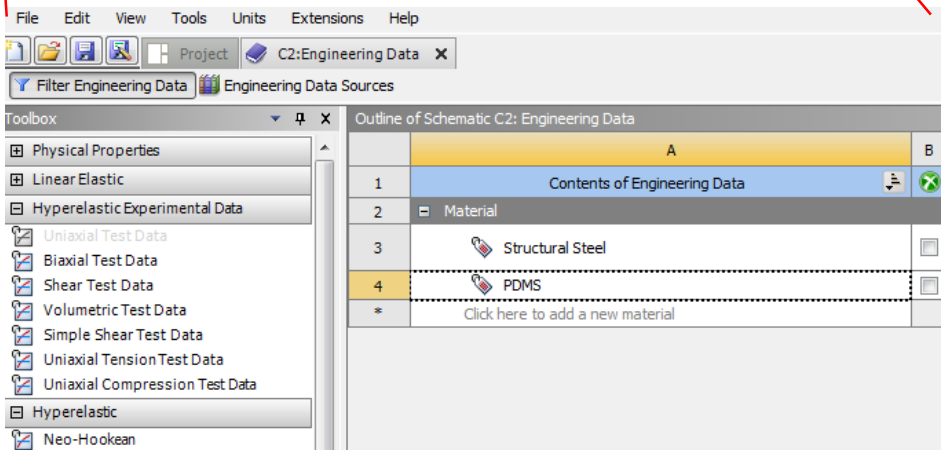 File Edit View Tools Units Extensions Help
Project C2:Engineering Data
Filter Engineering Data Engineering Data Sources
Toolbox
Physical Properties
Linear Elastic
Hyperelastic Experimental Data
Uniaxial Test Data
Biaxial Test Data
Shear Test Data
Volumetric Test Data
Simple Shear Test Data
Uniaxial Tension Test Data
Uniaxial Compression Test Data
Hyperelastic
Neo-Hookean
Outline of Schematic C2: Engineering Data
A B
1 Contents of Engineering Data
2 Material
3 Structural Steel
4 PDMS
* Click here to add a new material